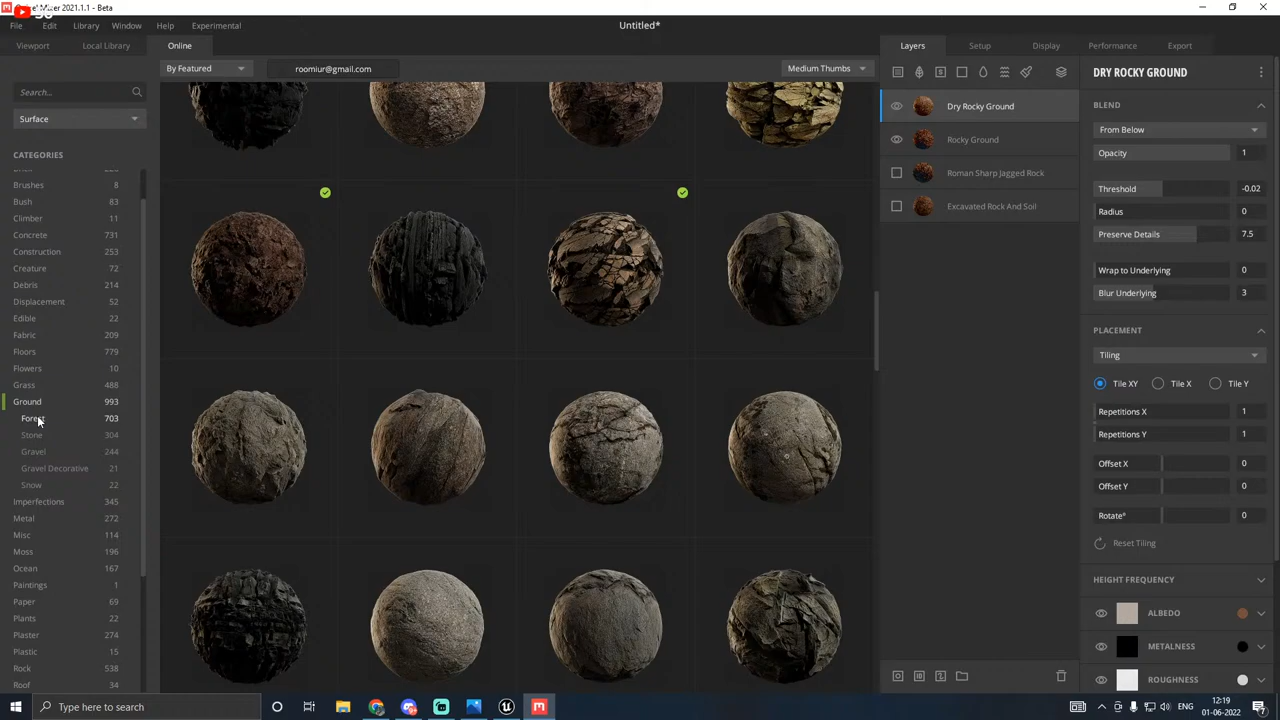 Mixer 2021.1.1 - Beta
File Edit Library Window Help Experimental
Untitled*
Viewport Local Library Online
Layers Setup Display Performance Export
Search...
By Featured
roomiur@gmail.com
Medium Thumbs
Surface
CATEGORIES
Brushes 8
Bush 83
Climber 11
Concrete 731
Construction 253
Creature 72
Debris 214
Displacement 52
Edible 22
Fabric 209
Floors 779
Flowers 10
Grass 488
Ground 993
Forest 703
Stone 304
Gravel 244
Gravel Decorative 21
Snow 22
Imperfections 345
Metal 272
Misc 114
Moss 196
Ocean 167
Paintings 1
Paper 69
Plants 22
Plaster 274
Plastic 15
Rock 538
Roof 34
Dry Rocky Ground
Rocky Ground
Roman Sharp Jagged Rock
Excavated Rock And Soil
DRY ROCKY GROUND
BLEND
From Below
Opacity 1
Threshold -0.02
Radius 0
Preserve Details 7.5
Wrap to Underlying 0
Blur Underlying 3
PLACEMENT
Tiling
Tile XY Tile X Tile Y
Repetitions X 1
Repetitions Y 1
Offset X 0
Offset Y 0
Rotate° 0
Reset Tiling
HEIGHT FREQUENCY
ALBEDO
METALNESS
ROUGHNESS
Type here to search
ENG
12:19
01-06-2022